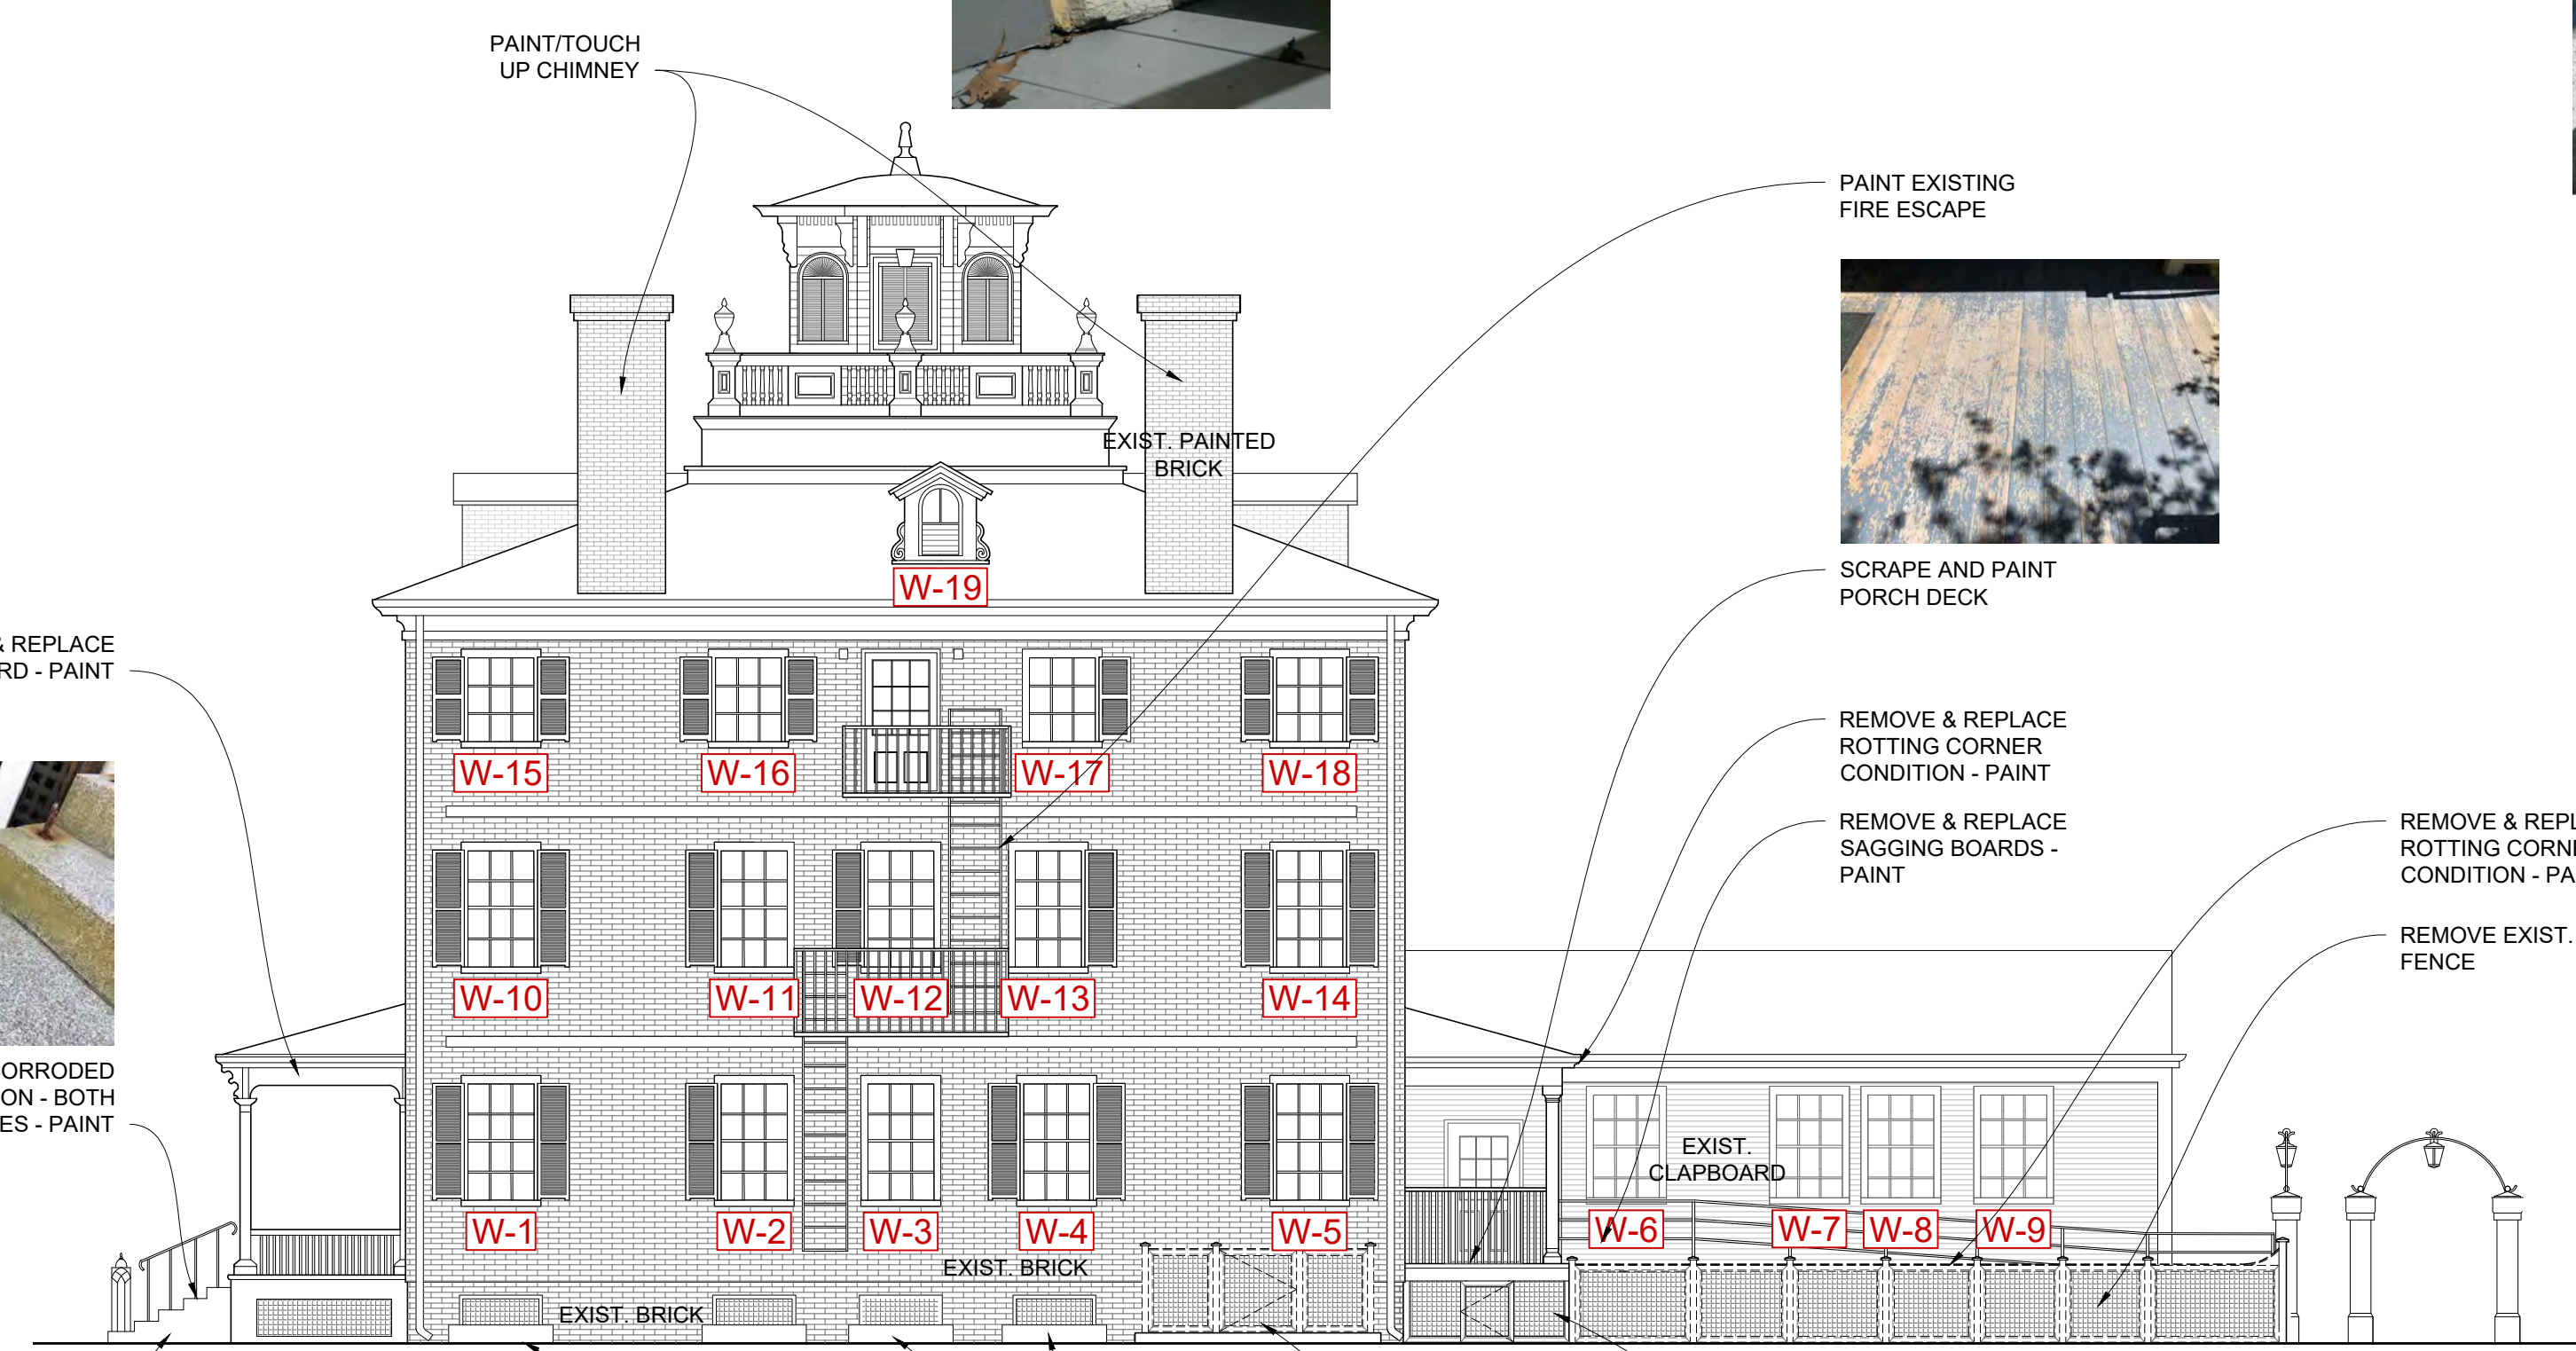 PAINT/TOUCH
UP CHIMNEY
PAINT EXISTING
FIRE ESCAPE
EXIST. PAINTED
BRICK
SCRAPE AND PAINT
PORCH DECK
W-19
& REPLACE
RD - PAINT
REMOVE & REPLACE
ROTTING CORNER
CONDITION - PAINT
W-15
W-16
W-17
W-18
REMOVE & REPLACE
SAGGING BOARDS -
PAINT
REMOVE & REPL
ROTTING CORN
CONDITION - PA
REMOVE EXIST.
FENCE
W-10
W-11
W-12
W-13
W-14
ORRODED
ON - BOTH
ES - PAINT
EXIST.
CLAPBOARD
W-1
W-2
W-3
W-4
W-5
W-6
W-7
W-8
W-9
EXIST. BRICK
EXIST. BRICK